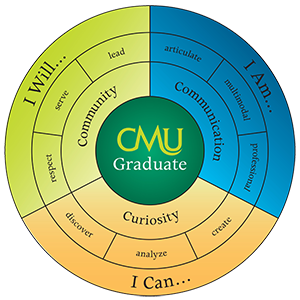 I Will...
respect
serve
lead
Community
I Am...
articulate
multimodal
professional
Communication
CMU
Graduate
Curiosity
discover
analyze
create
I Can...